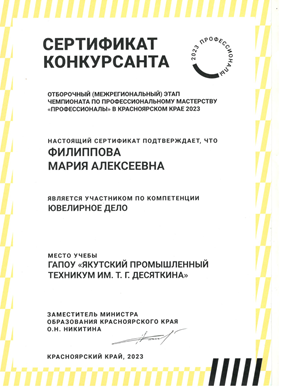 СЕРТИФИКАТ
КОНКУРСАНТА
2023 ПРОФЕССИОНАЛЫ
ОТБОРОЧНЫЙ (МЕЖРЕГИОНАЛЬНЫЙ) ЭТАП
ЧЕМПИОНАТА ПО ПРОФЕССИОНАЛЬНОМУ МАСТЕРСТВУ
«ПРОФЕССИОНАЛЫ» В КРАСНОЯРСКОМ КРАЕ 2023
НАСТОЯЩИЙ СЕРТИФИКАТ ПОДТВЕРЖДАЕТ, ЧТО
ФИЛИППОВА
МАРИЯ АЛЕКСЕЕВНА
ЯВЛЯЕТСЯ УЧАСТНИКОМ ПО КОМПЕТЕНЦИИ
ЮВЕЛИРНОЕ ДЕЛО
МЕСТО УЧЕБЫ
ГАПОУ «ЯКУТСКИЙ ПРОМЫШЛЕННЫЙ
ТЕХНИКУМ ИМ. Т. Г. ДЕСЯТКИНА»
ЗАМЕСТИТЕЛЬ МИНИСТРА
ОБРАЗОВАНИЯ КРАСНОЯРСКОГО КРАЯ
О.Н. НИКИТИНА
КРАСНОЯРСКИЙ КРАЙ, 2023